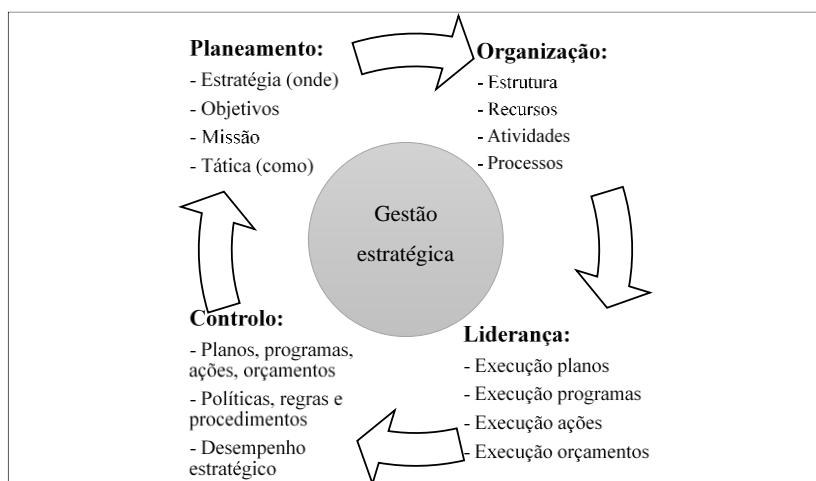 Planeamento:
- Estratégia (onde)
- Objetivos
- Missão
- Tática (como)
Organização:
- Estrutura
- Recursos
- Atividades
- Processos
Gestão
estratégica
Controlo:
- Planos, programas,
ações, orçamentos
- Políticas, regras e
procedimentos
- Desempenho
estratégico
Liderança:
- Execução planos
- Execução programas
- Execução ações
- Execução orçamentos